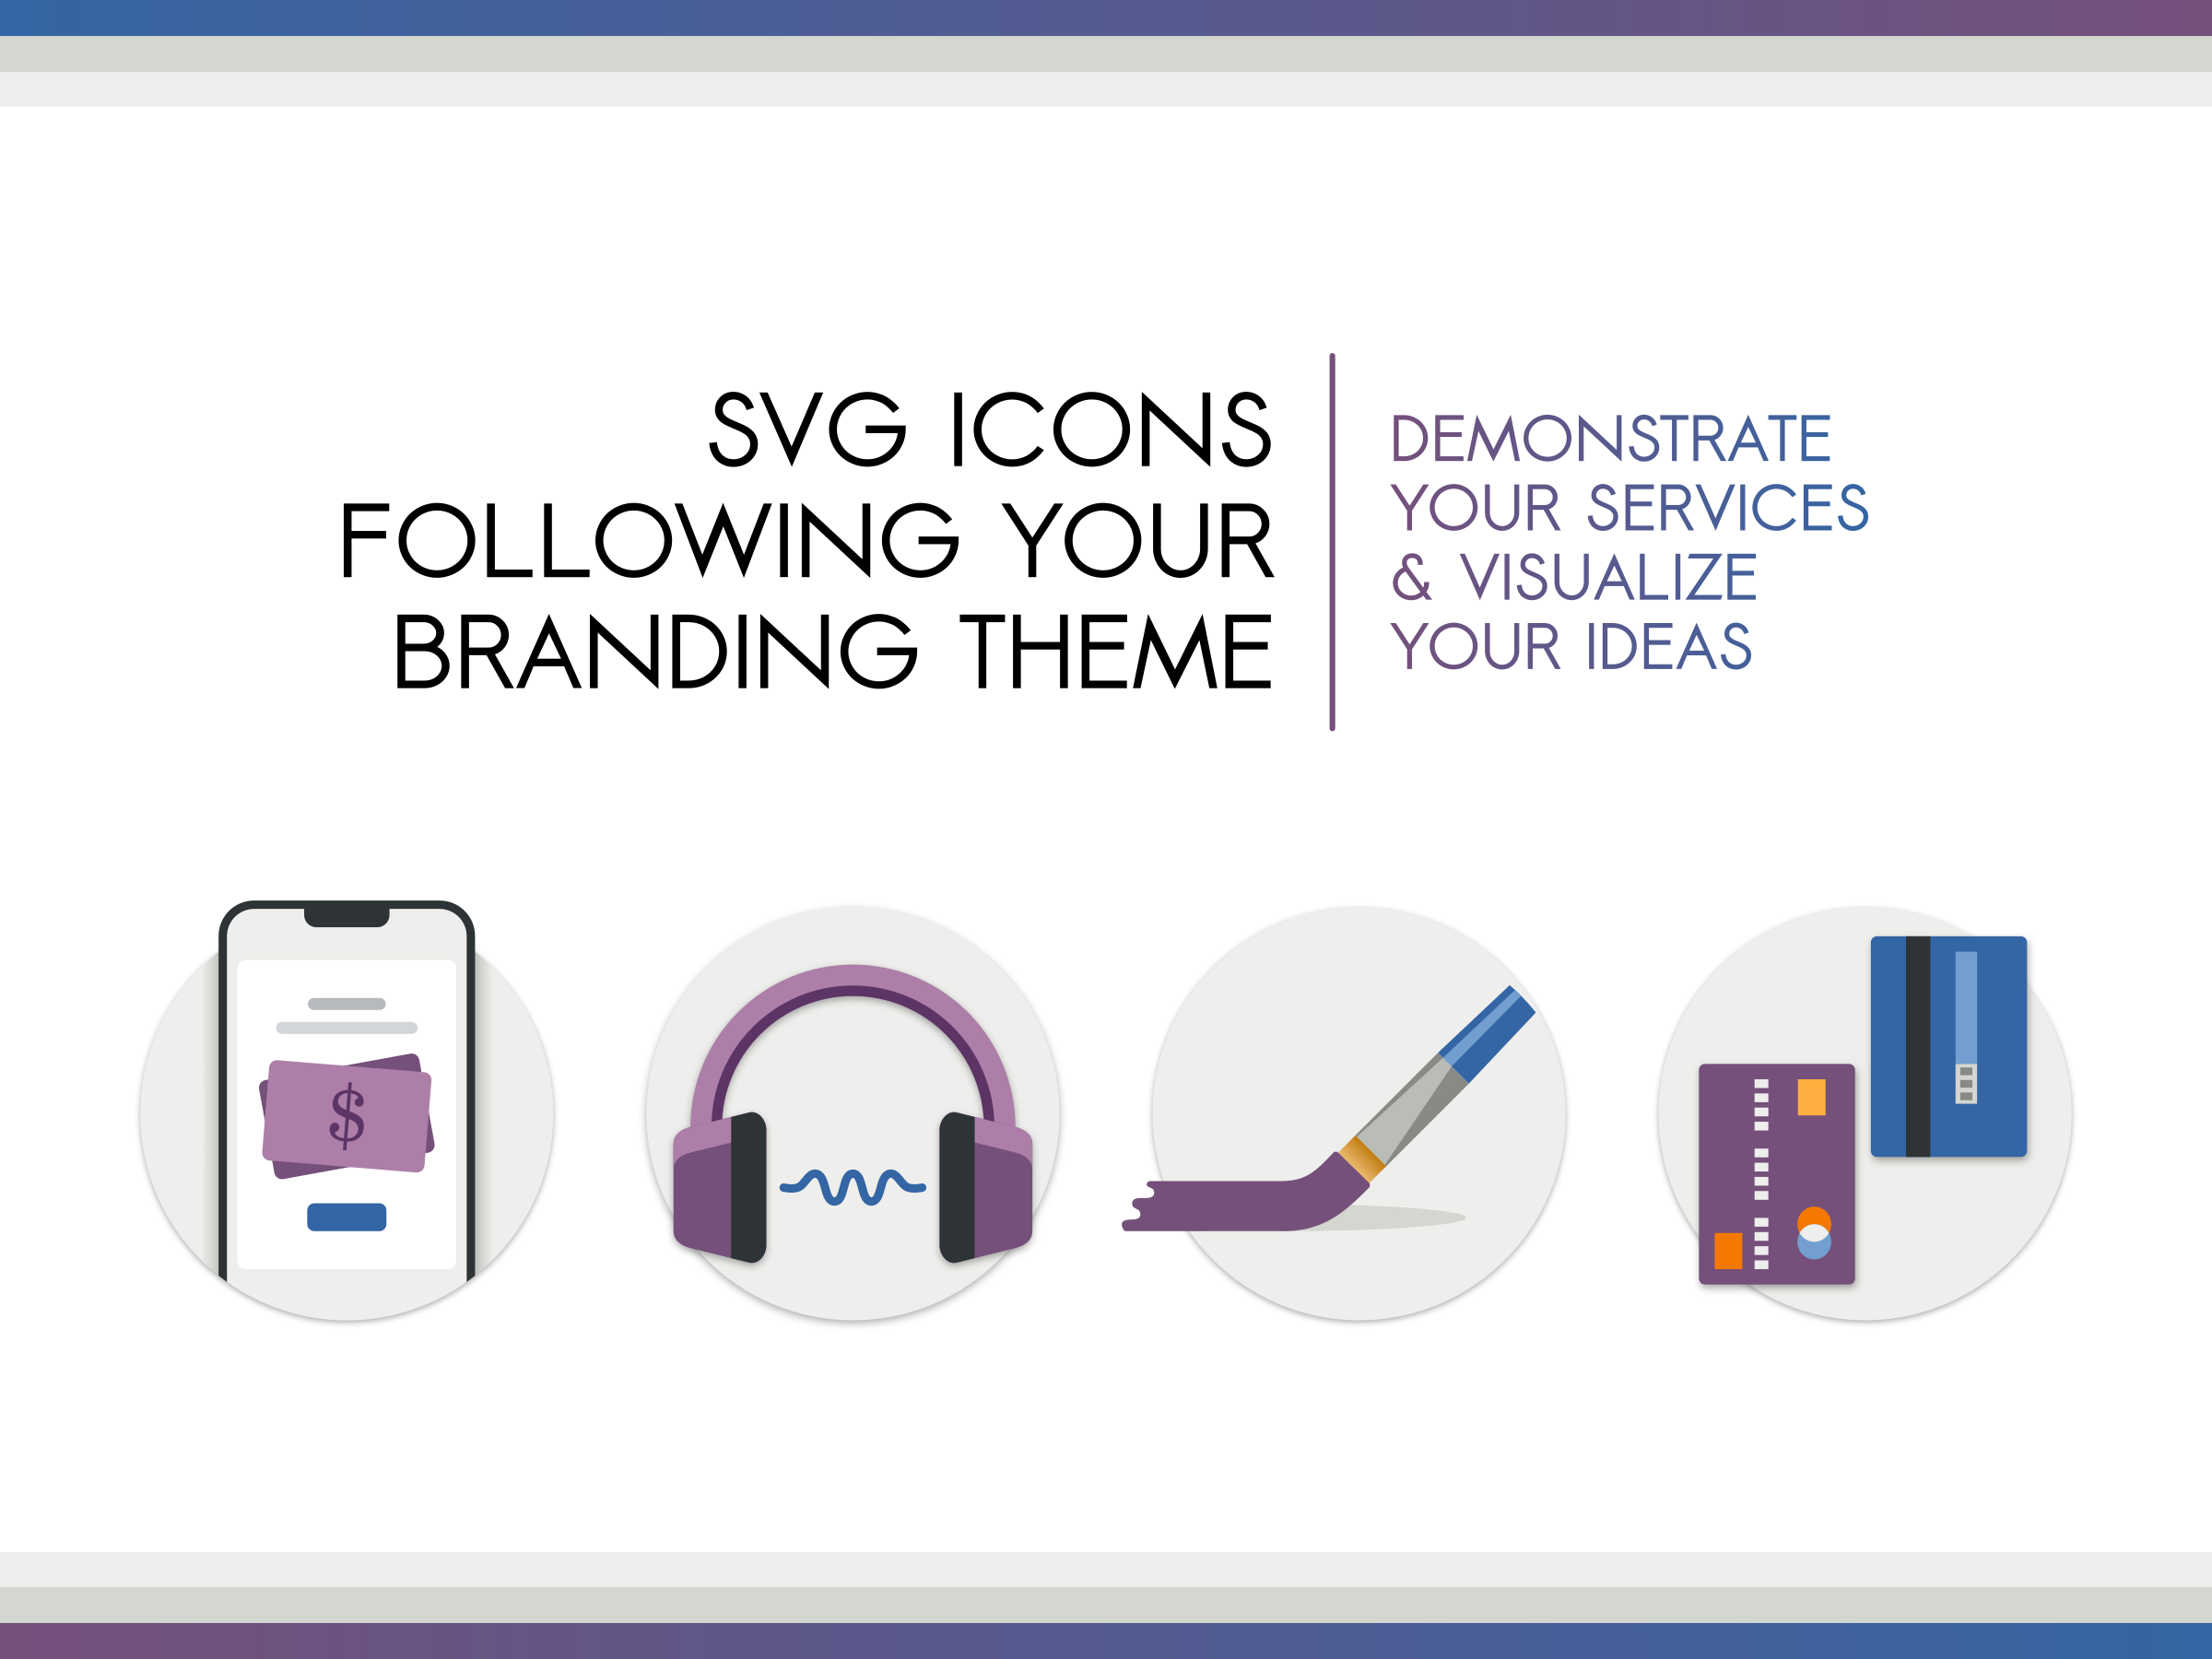 SVG ICONS
FOLLOWING YOUR
BRANDING THEME
DEMONSTRATE
YOUR SERVICES
& VISUALIZE
YOUR IDEAS
$